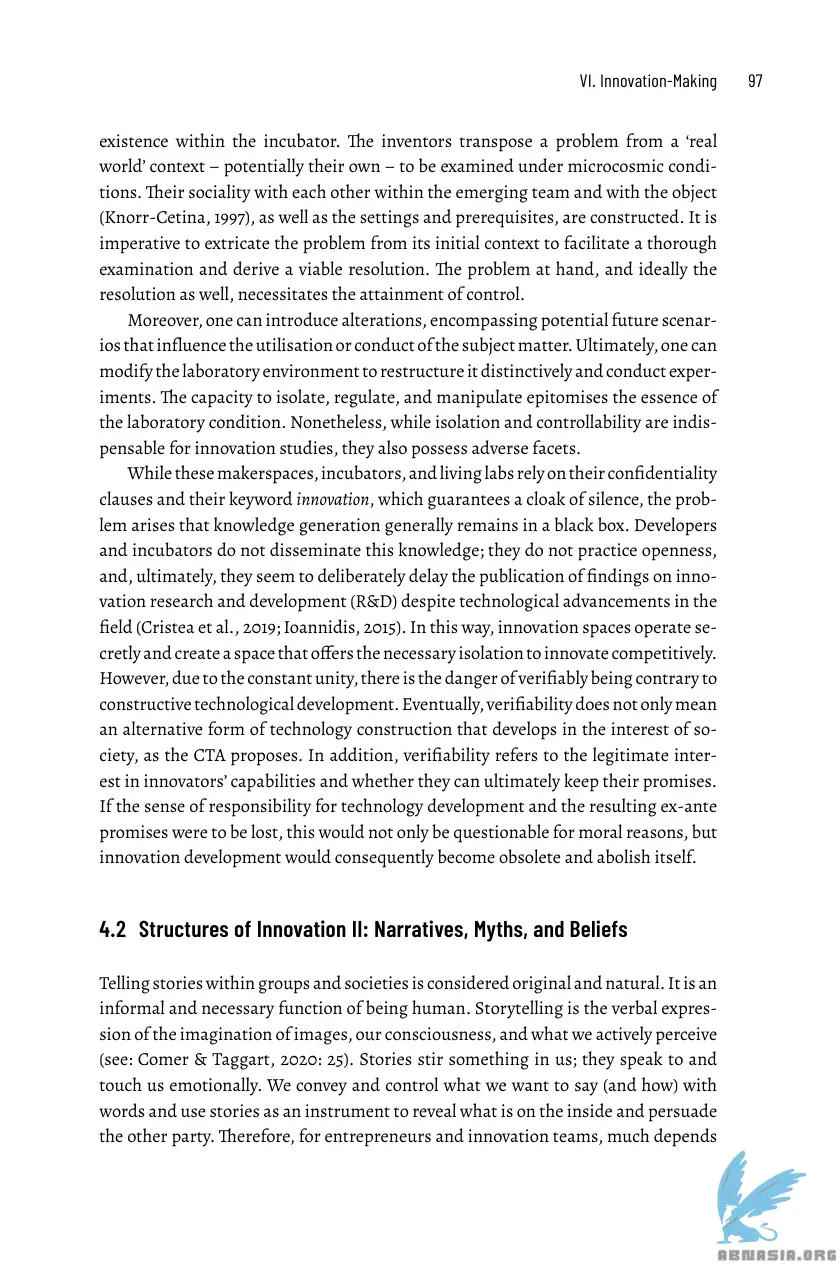 VI. Innovation-Making 97
existence within the incubator. The inventors transpose a problem from a ‘real
world’ context – potentially their own – to be examined under microcosmic condi-
tions. Their sociality with each other within the emerging team and with the object
(Knorr-Cetina, 1997), as well as the settings and prerequisites, are constructed. It is
imperative to extricate the problem from its initial context to facilitate a thorough
examination and derive a viable resolution. The problem at hand, and ideally the
resolution as well, necessitates the attainment of control.
Moreover, one can introduce alterations, encompassing potential future scenar-
ios that influence the utilisation or conduct of the subject matter. Ultimately, one can
modify the laboratory environment to restructure it distinctively and conduct exper-
iments. The capacity to isolate, regulate, and manipulate epitomises the essence of
the laboratory condition. Nonetheless, while isolation and controllability are indis-
pensable for innovation studies, they also possess adverse facets.
While these makerspaces, incubators, and living labs rely on their confidentiality
clauses and their keyword innovation, which guarantees a cloak of silence, the prob-
lem arises that knowledge generation generally remains in a black box. Developers
and incubators do not disseminate this knowledge; they do not practice openness,
and, ultimately, they seem to deliberately delay the publication of findings on inno-
vation research and development (R&D) despite technological advancements in the
field (Cristea et al., 2019; Ioannidis, 2015). In this way, innovation spaces operate se-
cretly and create a space that offers the necessary isolation to innovate competitively.
However, due to the constant unity, there is the danger of verifiably being contrary to
constructive technological development. Eventually, verifiability does not only mean
an alternative form of technology construction that develops in the interest of so-
ciety, as the CTA proposes. In addition, verifiability refers to the legitimate inter-
est in innovators’ capabilities and whether they can ultimately keep their promises.
If the sense of responsibility for technology development and the resulting ex-ante
promises were to be lost, this would not only be questionable for moral reasons, but
innovation development would consequently become obsolete and abolish itself.
4.2 Structures of Innovation II: Narratives, Myths, and Beliefs
Telling stories within groups and societies is considered original and natural. It is an
informal and necessary function of being human. Storytelling is the verbal expres-
sion of the imagination of images, our consciousness, and what we actively perceive
(see: Comer & Taggart, 2020: 25). Stories stir something in us; they speak to and
touch us emotionally. We convey and control what we want to say (and how) with
words and use stories as an instrument to reveal what is on the inside and persuade
the other party. Therefore, for entrepreneurs and innovation teams, much depends
ABNASIA.ORG